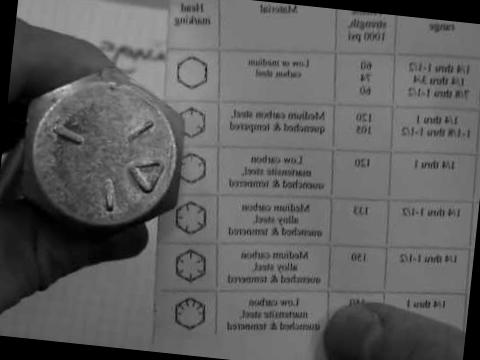 Head marking
Material
strength, 1000 psi
range
Low or medium carbon steel
60
74
60
1/4 thru 1-1/2
1/4 thru 3/4
7/8 thru 1-1/2
Medium carbon steel, quenched & tempered
120
105
1/4 thru 1
1-1/8 thru 1-1/2
Low carbon martensite steel, quenched & tempered
120
1/4 thru 1
Medium carbon alloy steel, quenched & tempered
133
1/4 thru 1-1/2
Medium carbon alloy steel, quenched & tempered
150
1/4 thru 1-1/2
Low carbon martensite steel, quenched & tempered
1/4 thru 1